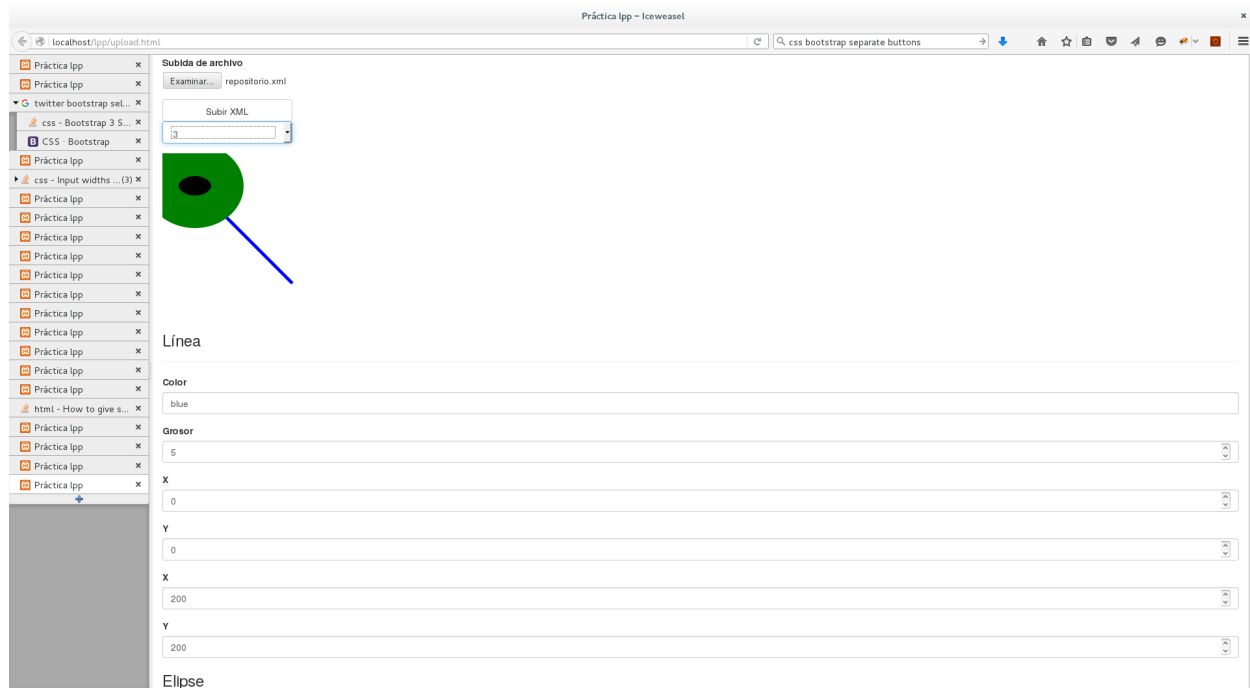 Práctica lpp - Iceweasel
localhost/lpp/upload.html
css bootstrap separate buttons
Práctica lpp
Práctica lpp
twitter bootstrap sel...
css - Bootstrap 3 S...
CSS · Bootstrap
Práctica lpp
css - Input widths ...(3)
Práctica lpp
Práctica lpp
Práctica lpp
Práctica lpp
Práctica lpp
Práctica lpp
Práctica lpp
Práctica lpp
Práctica lpp
Práctica lpp
Práctica lpp
html - How to give s...
Práctica lpp
Práctica lpp
Práctica lpp
Práctica lpp
Subida de archivo
Examinar... repositorio.xml
Subir XML
3
Línea
Color
blue
Grosor
5
X
0
Y
0
X
200
Y
200
Elipse